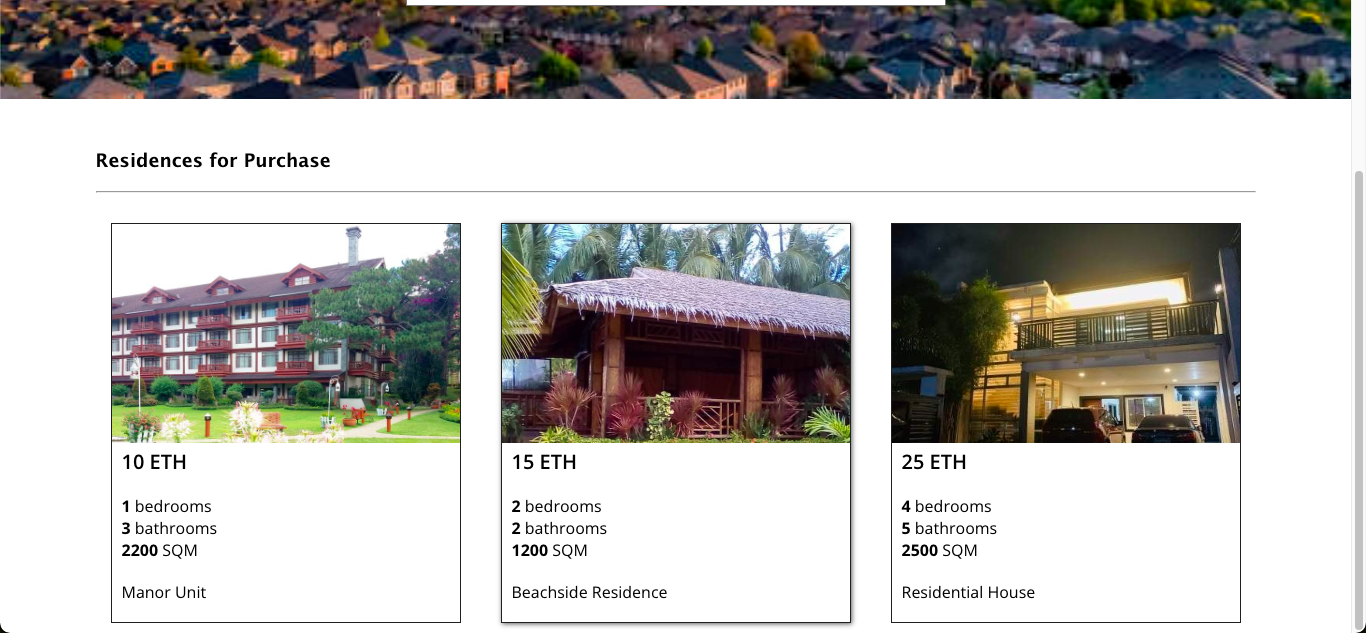 Residences for Purchase
10 ETH
1 bedrooms
3 bathrooms
2200 SQM
Manor Unit
15 ETH
2 bedrooms
2 bathrooms
1200 SQM
Beachside Residence
25 ETH
4 bedrooms
5 bathrooms
2500 SQM
Residential House